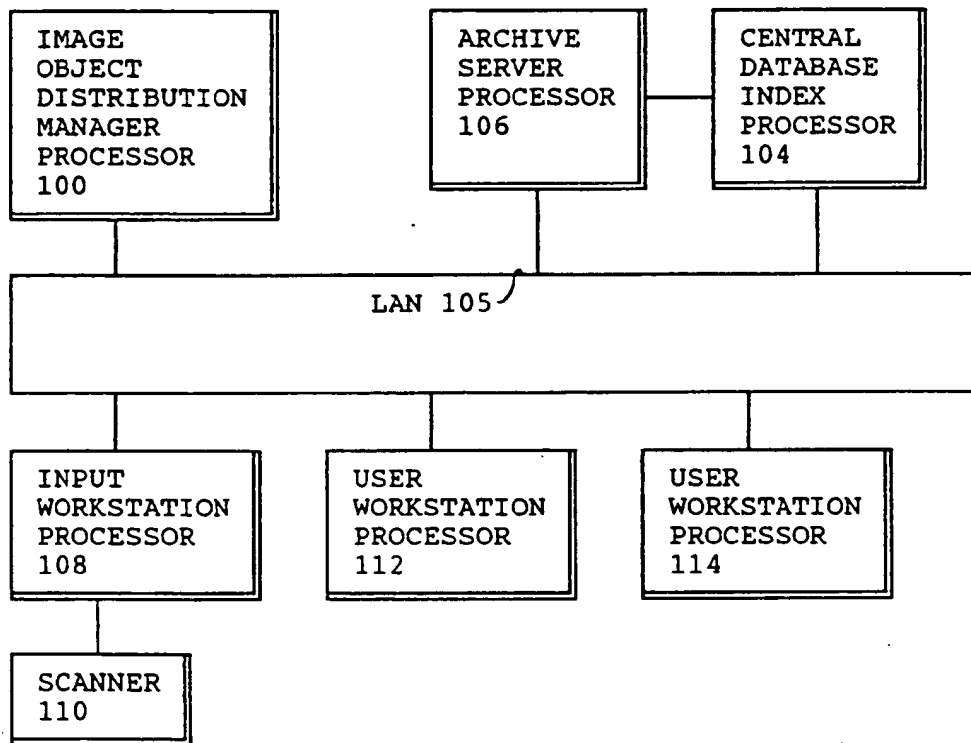 IMAGE
OBJECT
DISTRIBUTION
MANAGER
PROCESSOR
100
ARCHIVE
SERVER
PROCESSOR
106
CENTRAL
DATABASE
INDEX
PROCESSOR
104
LAN 105
INPUT
WORKSTATION
PROCESSOR
108
USER
WORKSTATION
PROCESSOR
112
USER
WORKSTATION
PROCESSOR
114
SCANNER
110